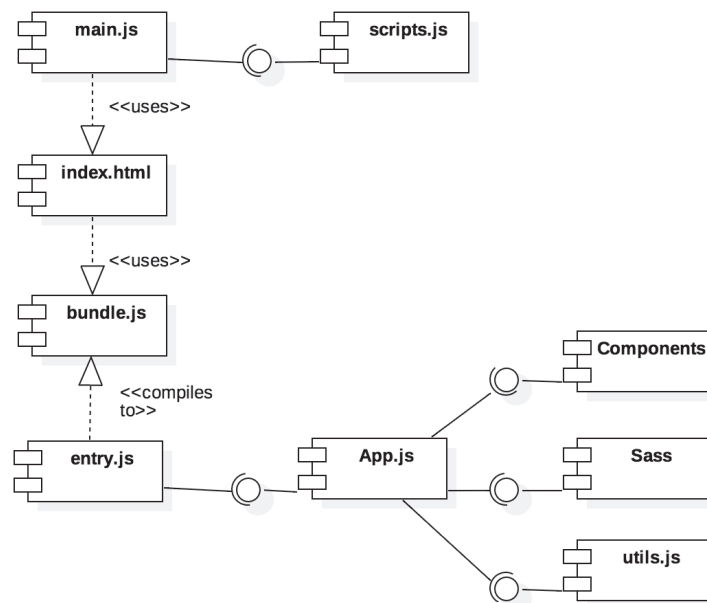 main.js
scripts.js
<<uses>>
index.html
<<uses>>
bundle.js
Components
<<compiles
to>>
entry.js
App.js
Sass
utils.js